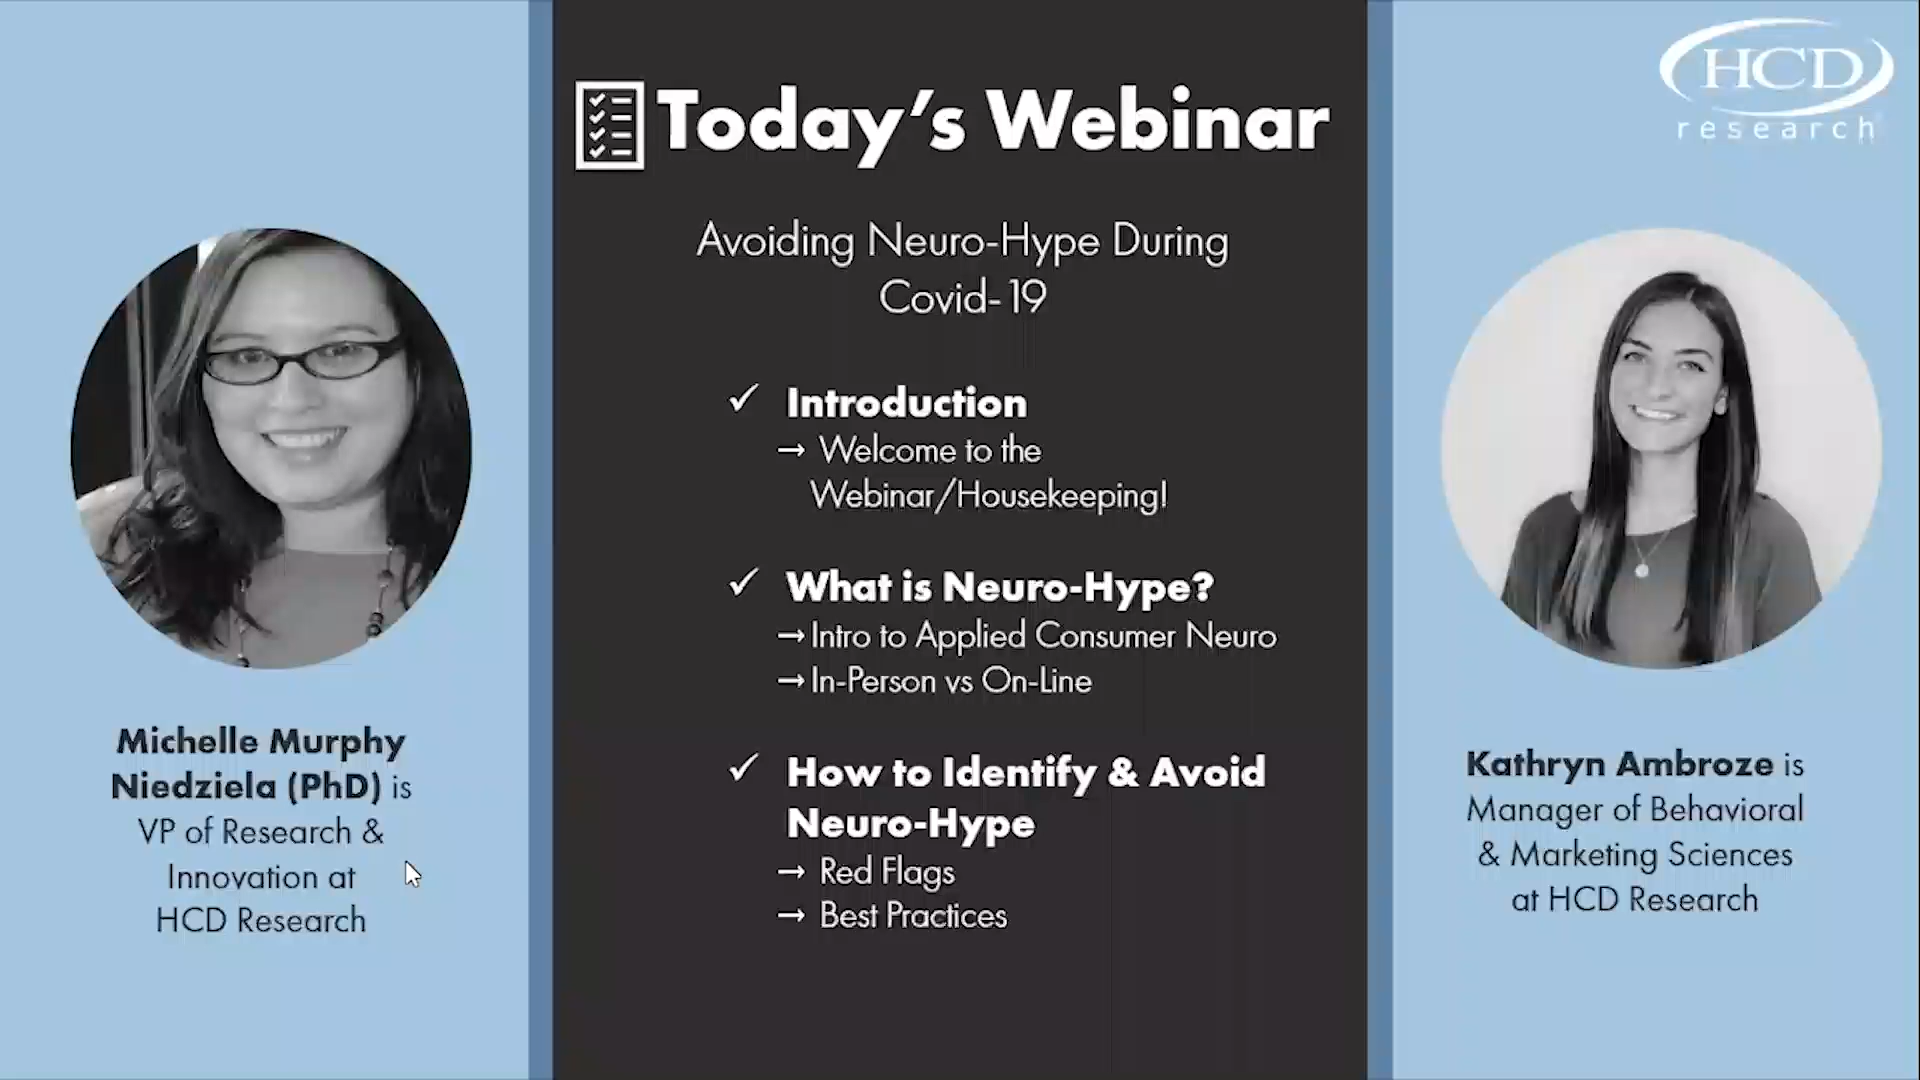 HCD
research
Today's Webinar
Avoiding Neuro-Hype During
Covid-19
✓ Introduction
→ Welcome to the
Webinar/Housekeeping!
✓ What is Neuro-Hype?
→ Intro to Applied Consumer Neuro
→ In-Person vs On-Line
✓ How to Identify & Avoid
Neuro-Hype
→ Red Flags
→ Best Practices
Michelle Murphy
Niedziela (PhD) is
VP of Research &
Innovation at
HCD Research
Kathryn Ambroze is
Manager of Behavioral
& Marketing Sciences
at HCD Research